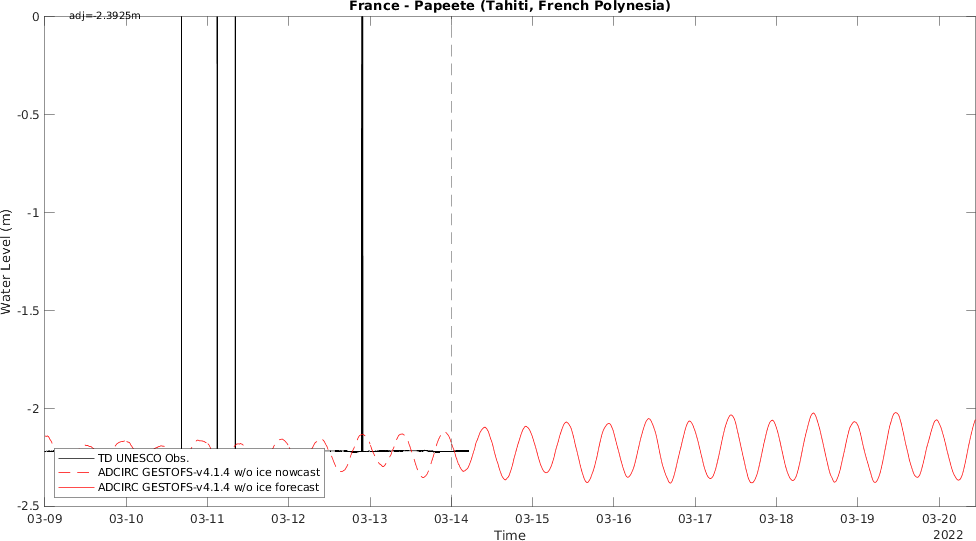 France - Papeete (Tahiti, French Polynesia)
adj=-2.3925m
0
-0.5
-1
-1.5
-2
-2.5
Water Level (m)
TD UNESCO Obs.
ADCIRC GESTOFS-v4.1.4 w/o ice nowcast
ADCIRC GESTOFS-v4.1.4 w/o ice forecast
03-09 03-10 03-11 03-12 03-13 03-14 03-15 03-16 03-17 03-18 03-19 03-20
Time
2022